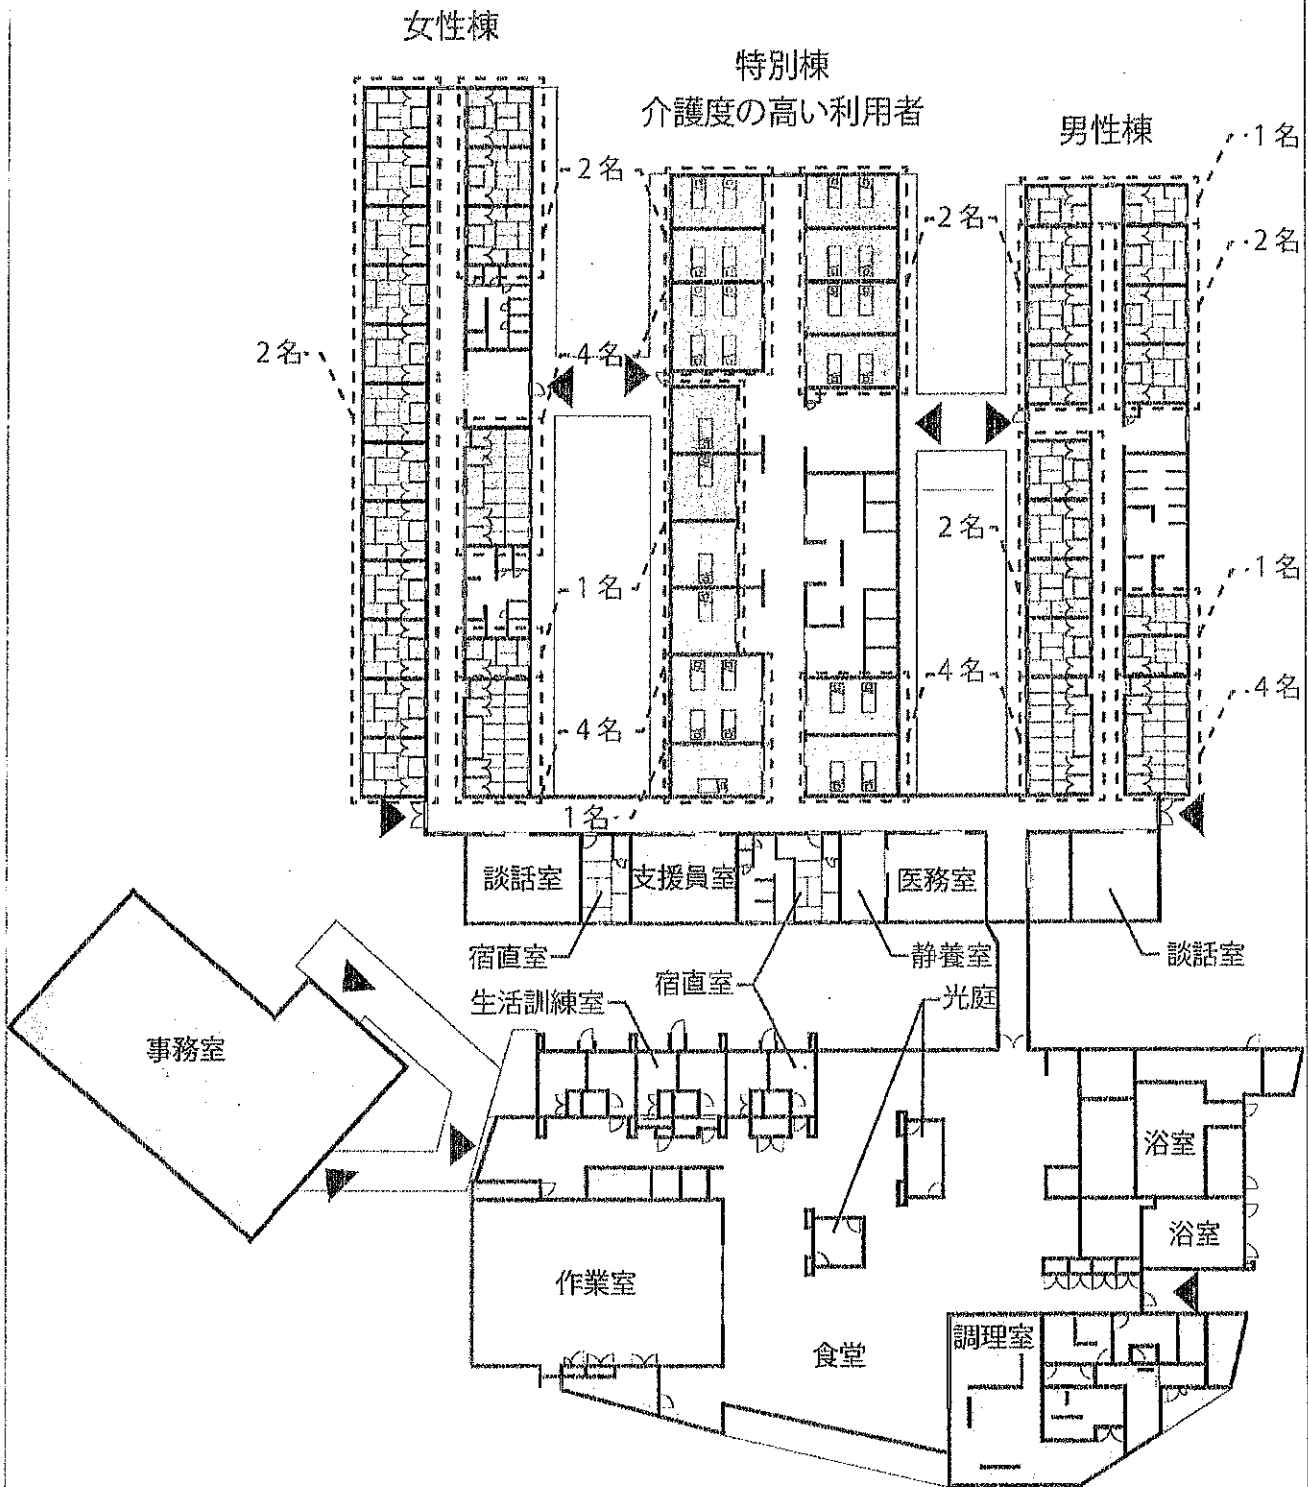 女性棟
特別棟
介護度の高い利用者
男性棟
1名
2名
2名
2名
2名
4名
2名
1名
1名
4名
4名
4名
1名
談話室
支援員室
医務室
宿直室
宿直室
静養室
談話室
生活訓練室
光庭
事務室
浴室
浴室
作業室
食堂
調理室